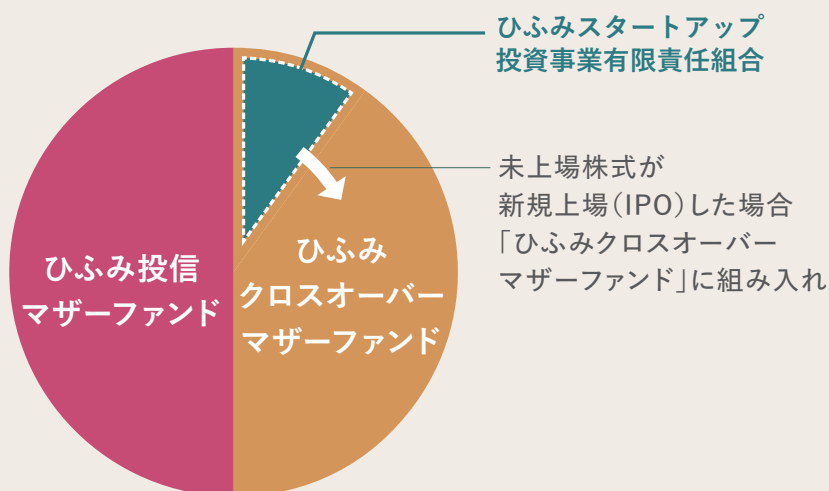 ひふみスタートアップ
投資事業有限責任組合
未上場株式が
新規上場（IPO）した場合
「ひふみクロスオーバー
マザーファンド」に組み入れ
ひふみ投信
マザーファンド
ひふみ
クロスオーバー
マザーファンド